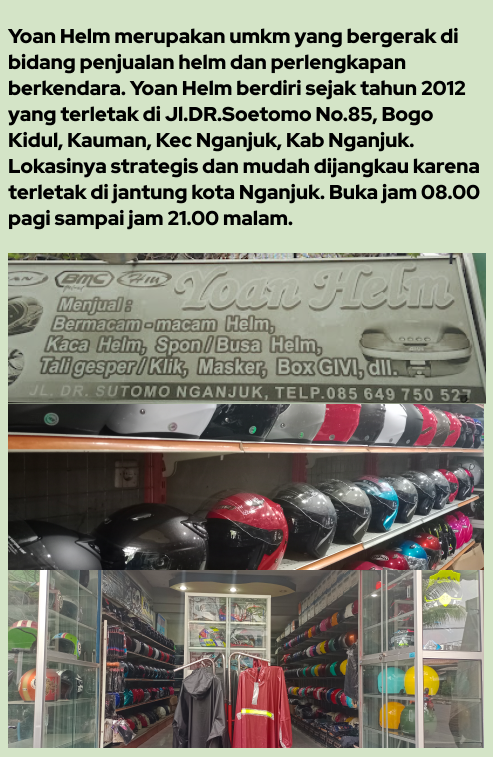 Yoan Helm merupakan umkm yang bergerak di
bidang penjualan helm dan perlengkapan
berkendara. Yoan Helm berdiri sejak tahun 2012
yang terletak di Jl.DR.Soetomo No.85, Bogo
Kidul, Kauman, Kec Nganjuk, Kab Nganjuk.
Lokasinya strategis dan mudah dijangkau karena
terletak di jantung kota Nganjuk. Buka jam 08.00
pagi sampai jam 21.00 malam.
BMC
Yoan Helm
Menjual :
Bermacam - macam Helm,
Kaca Helm, Spon / Busa Helm,
Tali gesper / Klik, Masker, Box GIVI, dll.
JL. DR. SUTOMO NGANJUK, TELP.085 649 750 527